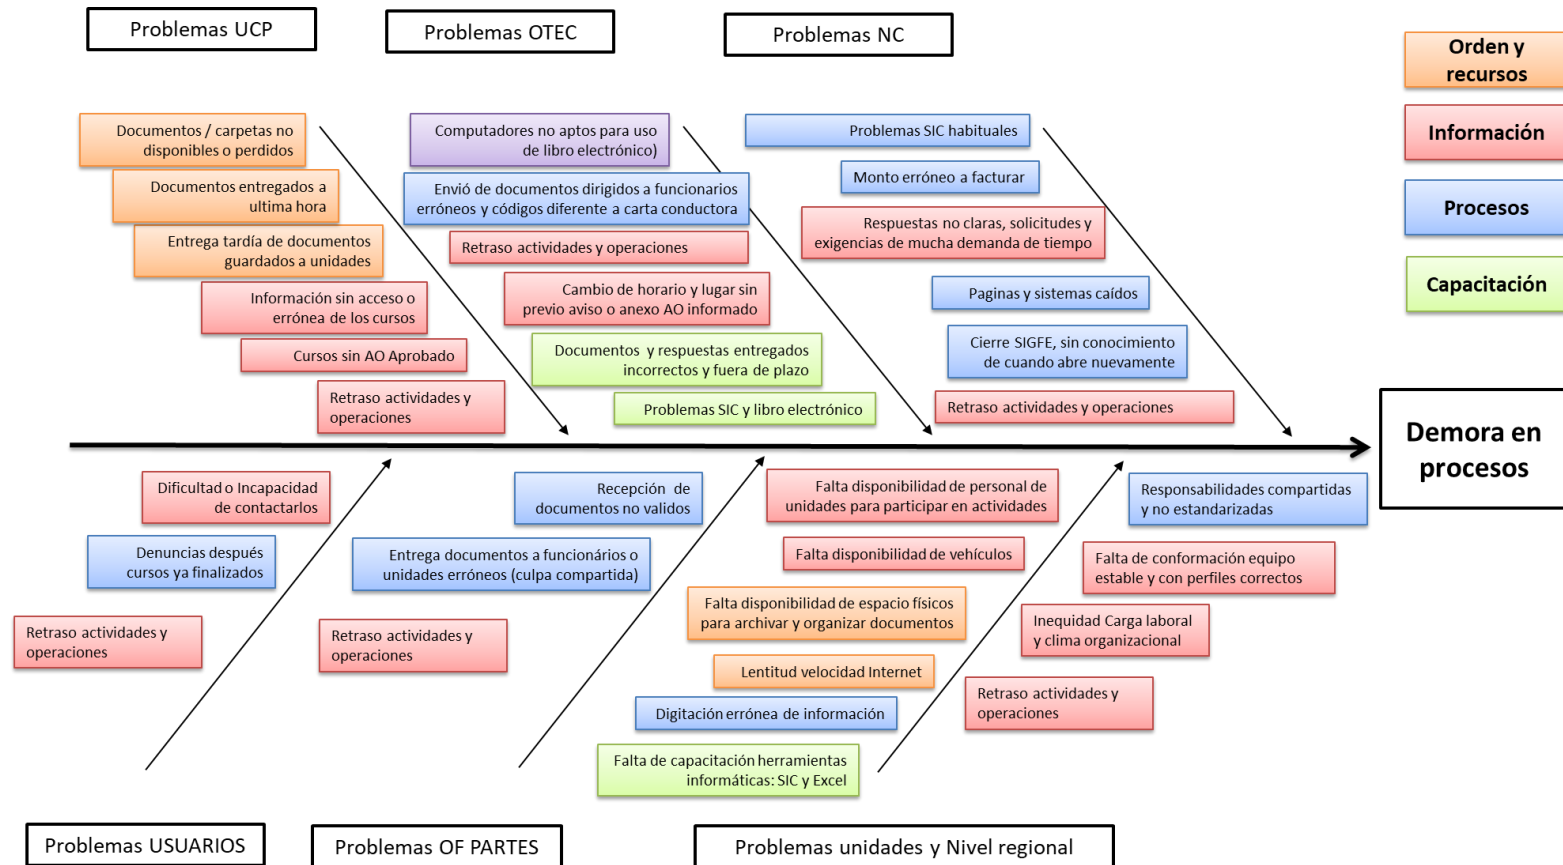 Problemas UCP
Problemas OTEC
Problemas NC
Orden y
recursos
Información
Procesos
Capacitación
Documentos / carpetas no
disponibles o perdidos
Documentos entregados a
ultima hora
Entrega tardía de documentos
guardados a unidades
Información sin acceso o
errónea de los cursos
Cursos sin AO Aprobado
Retraso actividades y
operaciones
Computadores no aptos para uso
de libro electrónico)
Envió de documentos dirigidos a funcionarios
erróneos y códigos diferente a carta conductora
Retraso actividades y operaciones
Cambio de horario y lugar sin
previo aviso o anexo AO informado
Documentos y respuestas entregados
incorrectos y fuera de plazo
Problemas SIC y libro electrónico
Problemas SIC habituales
Monto erróneo a facturar
Respuestas no claras, solicitudes y
exigencias de mucha demanda de tiempo
Paginas y sistemas caídos
Cierre SIGFE, sin conocimiento
de cuando abre nuevamente
Retraso actividades y operaciones
Demora en
procesos
Dificultad o Incapacidad
de contactarlos
Denuncias después
cursos ya finalizados
Retraso actividades y
operaciones
Recepción de
documentos no validos
Entrega documentos a funcionários o
unidades erróneos (culpa compartida)
Retraso actividades y
operaciones
Falta disponibilidad de personal de
unidades para participar en actividades
Falta disponibilidad de vehículos
Falta disponibilidad de espacio físicos
para archivar y organizar documentos
Lentitud velocidad Internet
Digitación errónea de información
Falta de capacitación herramientas
informáticas: SIC y Excel
Responsabilidades compartidas
y no estandarizadas
Falta de conformación equipo
estable y con perfiles correctos
Inequidad Carga laboral
y clima organizacional
Retraso actividades y
operaciones
Problemas USUARIOS
Problemas OF PARTES
Problemas unidades y Nivel regional